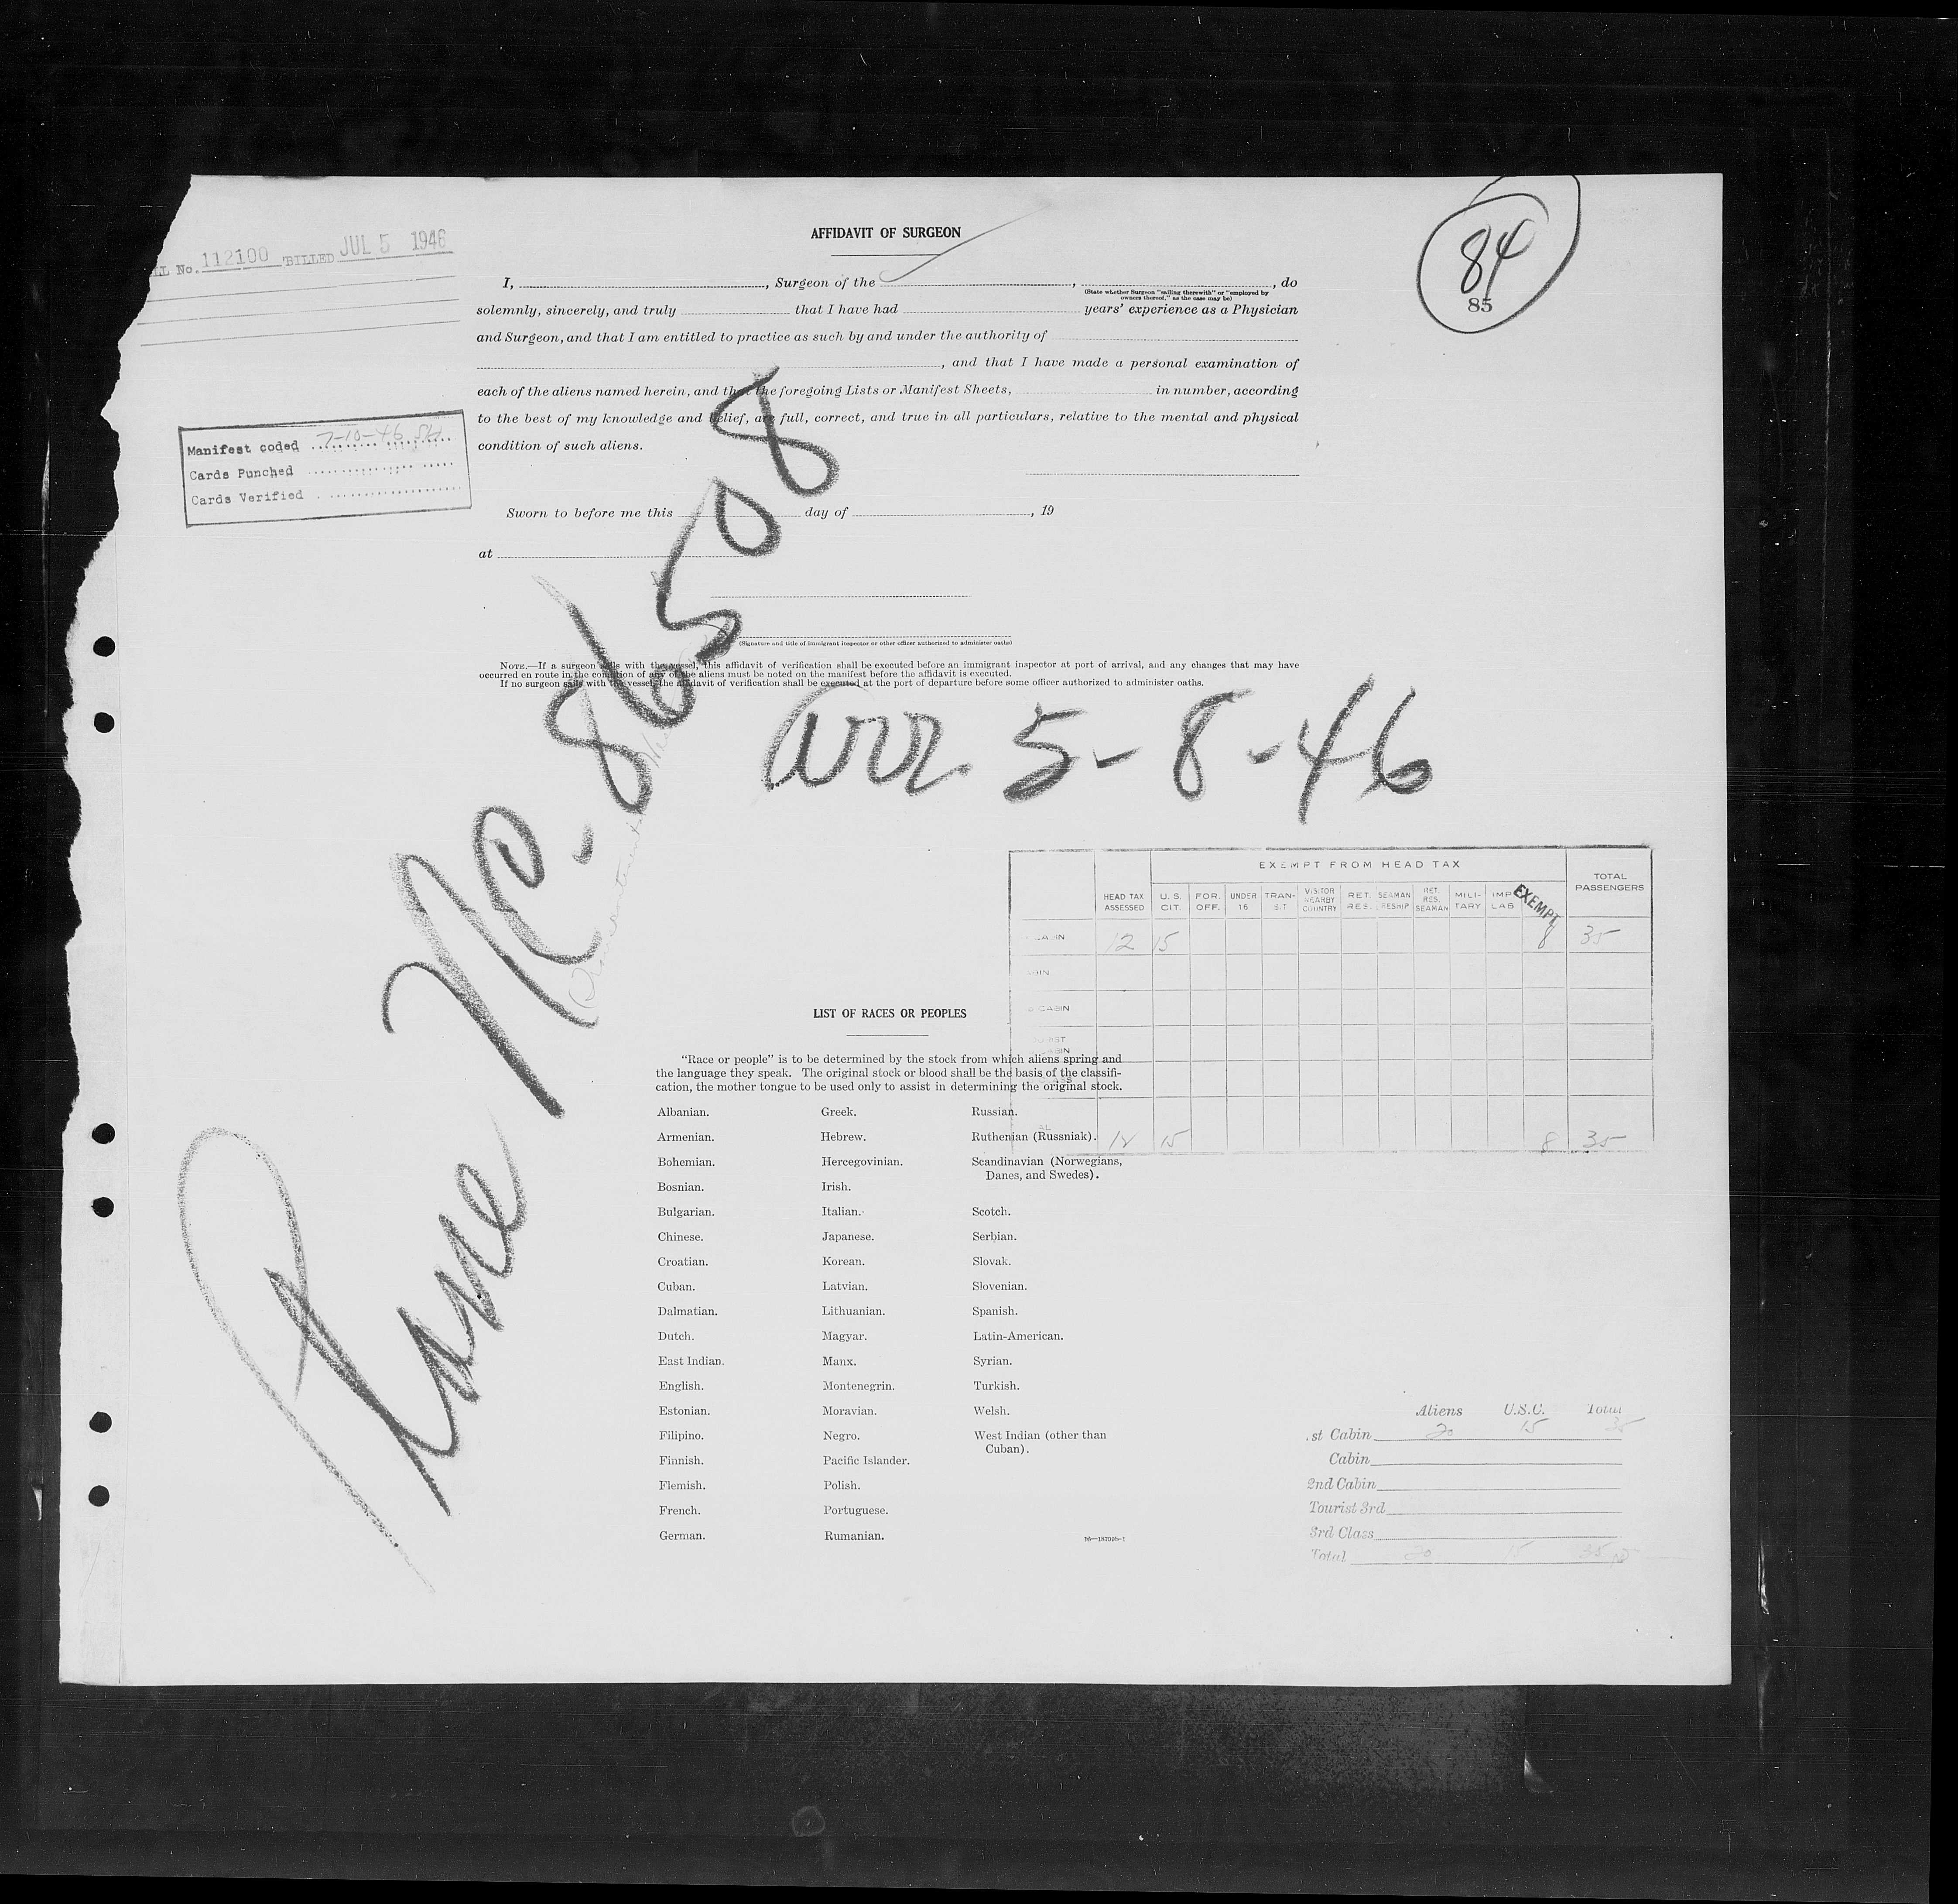 AFFIDAVIT OF SURGEON
84
85
LL No. 112100 BILLED JUL 5 1946
I, , Surgeon of the , , do
(State whether Surgeon "sailing therewith" or "employed by
owners thereof," as the case may be)
solemnly, sincerely, and truly that I have had years' experience as a Physician
and Surgeon, and that I am entitled to practice as such by and under the authority of
, and that I have made a personal examination of
each of the aliens named herein, and that the foregoing Lists or Manifest Sheets, in number, according
to the best of my knowledge and belief, are full, correct, and true in all particulars, relative to the mental and physical
condition of such aliens.
Manifest coded 7-10-46
Cards Punched
Cards Verified
Sworn to before me this day of , 19
at
(Signature and title of immigrant inspector or other officer authorized to administer oaths)
NOTE.—If a surgeon sails with the vessel, this affidavit of verification shall be executed before an immigrant inspector at port of arrival, and any changes that may have
occurred en route in the condition of any of the aliens must be noted on the manifest before the affidavit is executed.
If no surgeon sails with the vessel, the affidavit of verification shall be executed at the port of departure before some officer authorized to administer oaths.
Plane NC-86508
arr. 5-8-46
EXEMPT FROM HEAD TAX
HEAD TAX ASSESSED U. S. CIT. FOR. OFF. UNDER 16 TRAN- SIT VISITOR NEARBY COUNTRY RET. RES. SEAMAN RESHIP RET. RES. SEAMAN MILI- TARY IMP LAB EXEMPT TOTAL PASSENGERS
CABIN 12 15 8 35
CABIN
12 15 8 35
LIST OF RACES OR PEOPLES
"Race or people" is to be determined by the stock from which aliens spring and
the language they speak. The original stock or blood shall be the basis of the classifi-
cation, the mother tongue to be used only to assist in determining the original stock.
Albanian. Greek. Russian.
Armenian. Hebrew. Ruthenian (Russniak).
Bohemian. Hercegovinian. Scandinavian (Norwegians,
Danes, and Swedes).
Bosnian. Irish.
Bulgarian. Italian. Scotch.
Chinese. Japanese. Serbian.
Croatian. Korean. Slovak.
Cuban. Latvian. Slovenian.
Dalmatian. Lithuanian. Spanish.
Dutch. Magyar. Latin-American.
East Indian. Manx. Syrian.
English. Montenegrin. Turkish.
Estonian. Moravian. Welsh.
Filipino. Negro. West Indian (other than
Cuban).
Finnish. Pacific Islander.
Flemish. Polish.
French. Portuguese.
German. Rumanian.
Aliens U.S.C. Total
st Cabin 20 15 35
Cabin
2nd Cabin
Tourist 3rd
3rd Class
Total 20 15 35